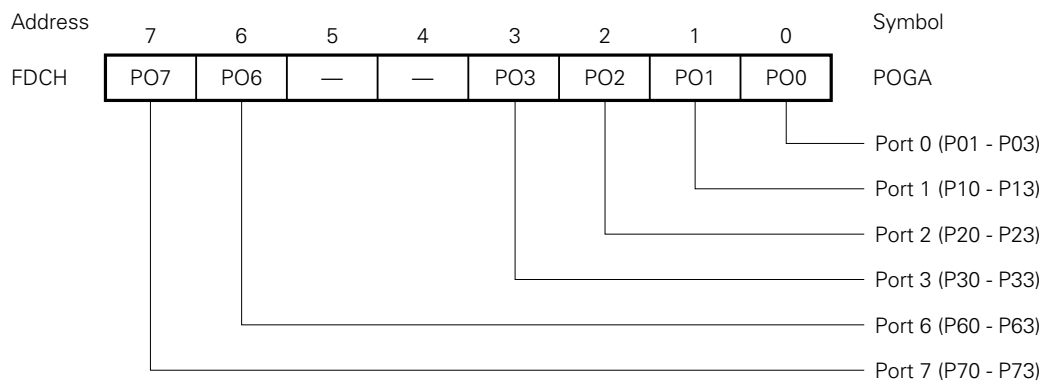 Address 7 6 5 4 3 2 1 0 Symbol
FDCH PO7 PO6 — — PO3 PO2 PO1 PO0 POGA
Port 0 (P01 - P03)
Port 1 (P10 - P13)
Port 2 (P20 - P23)
Port 3 (P30 - P33)
Port 6 (P60 - P63)
Port 7 (P70 - P73)